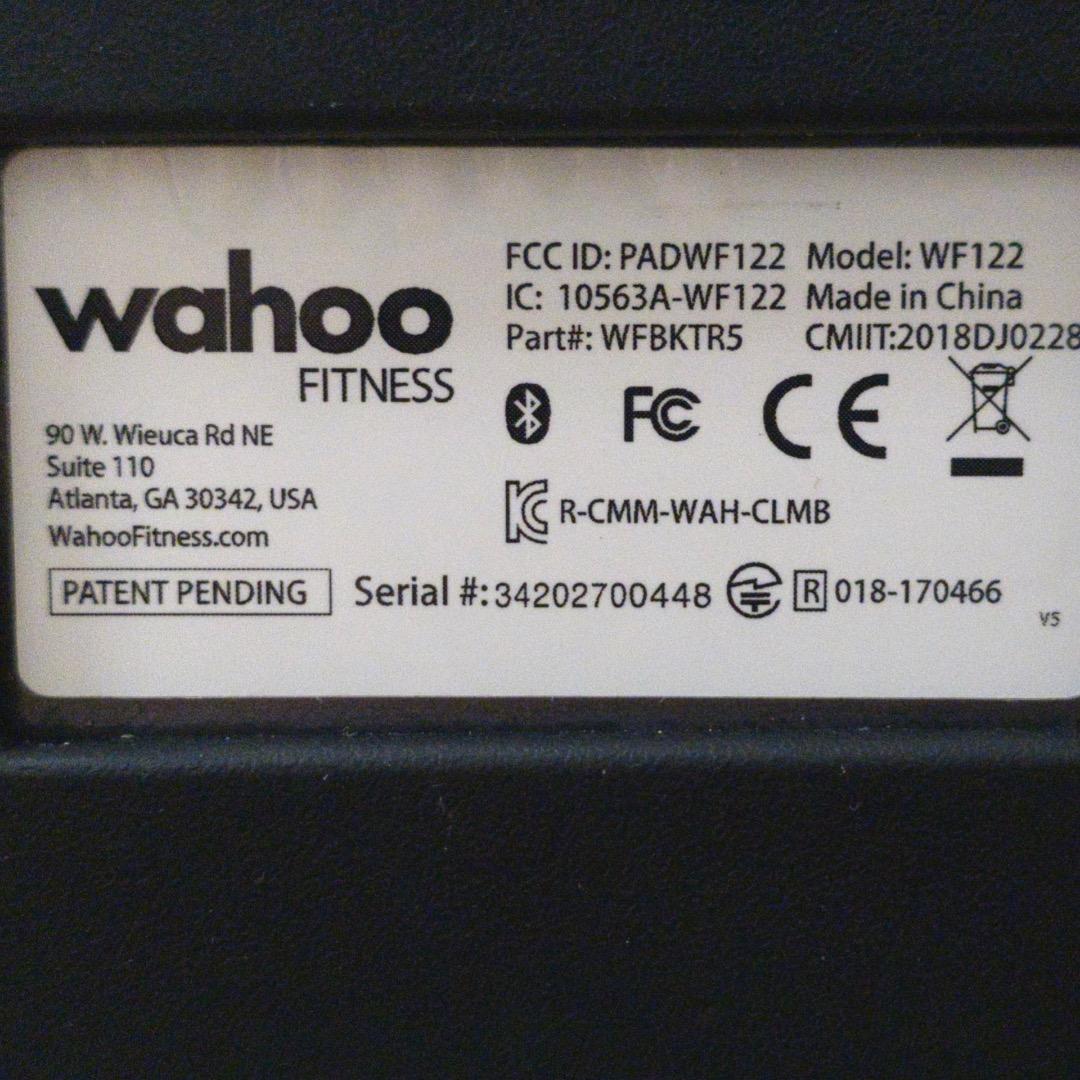 wahoo
FITNESS
90 W. Wieuca Rd NE
Suite 110
Atlanta, GA 30342, USA
WahooFitness.com
PATENT PENDING
FCC ID: PADWF122 Model: WF122
IC: 10563A-WF122 Made in China
Part#: WFBKTR5 CMIIT:2018DJ0228
FC CE
R-CMM-WAH-CLMB
Serial #:34202700448 R 018-170466
V5